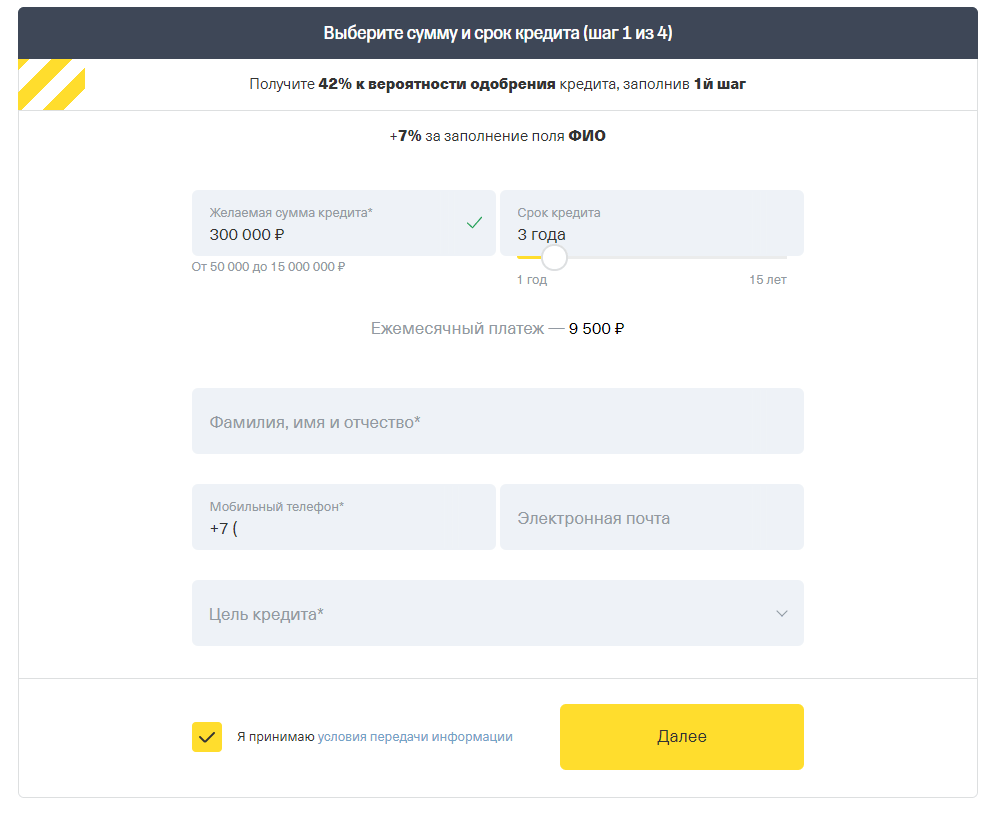 Выберите сумму и срок кредита (шаг 1 из 4)
Получите 42% к вероятности одобрения кредита, заполнив 1й шаг
+7% за заполнение поля ФИО
Желаемая сумма кредита*
300 000 ₽
От 50 000 до 15 000 000 ₽
Срок кредита
3 года
1 год
15 лет
Ежемесячный платеж — 9 500 ₽
Фамилия, имя и отчество*
Мобильный телефон*
+7 (
Электронная почта
Цель кредита*
Я принимаю условия передачи информации
Далее